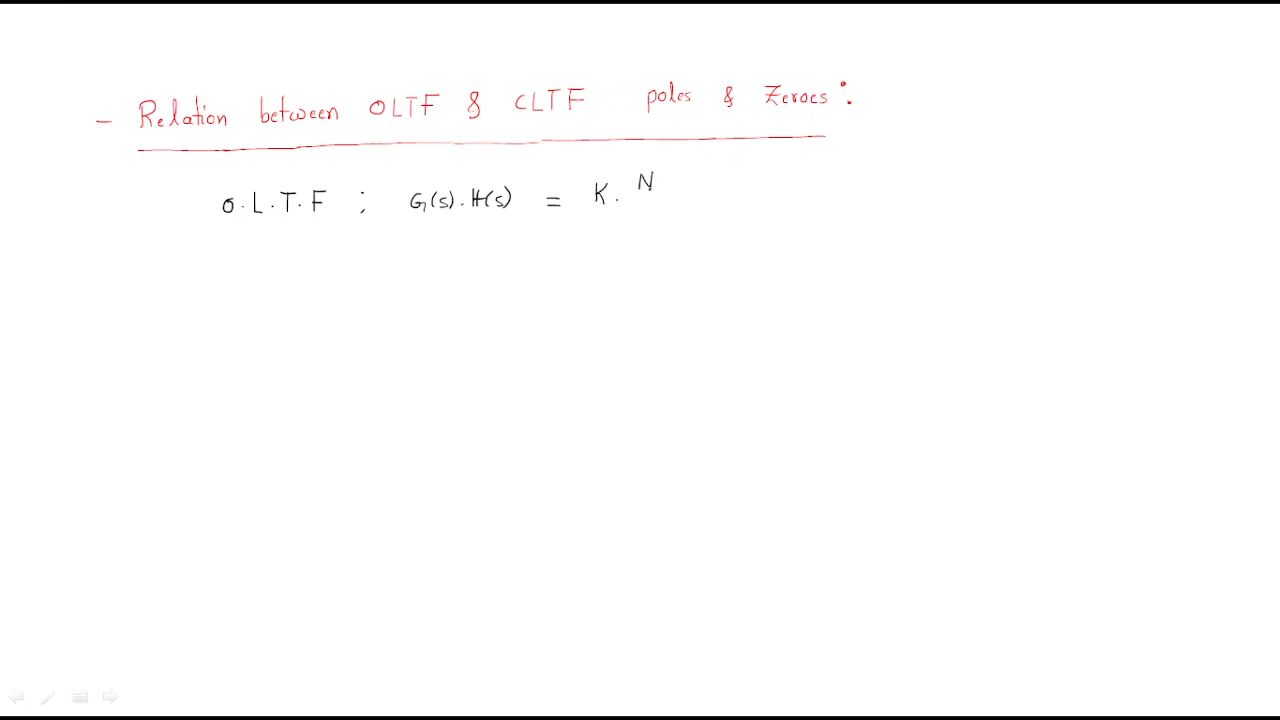 - Relation between OLTF & CLTF poles & Zeroes :
O.L.T.F ; G(s).H(s) = K. N